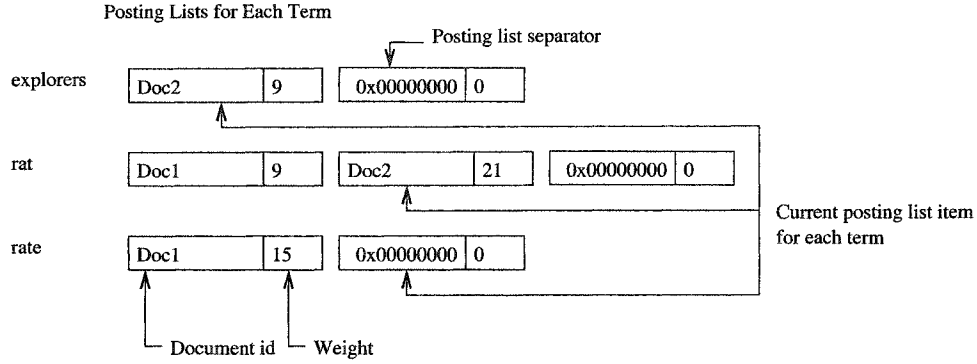 Posting Lists for Each Term
Posting list separator
explorers Doc2 9 0x00000000 0
rat Doc1 9 Doc2 21 0x00000000 0
Current posting list item
for each term
rate Doc1 15 0x00000000 0
Document id Weight